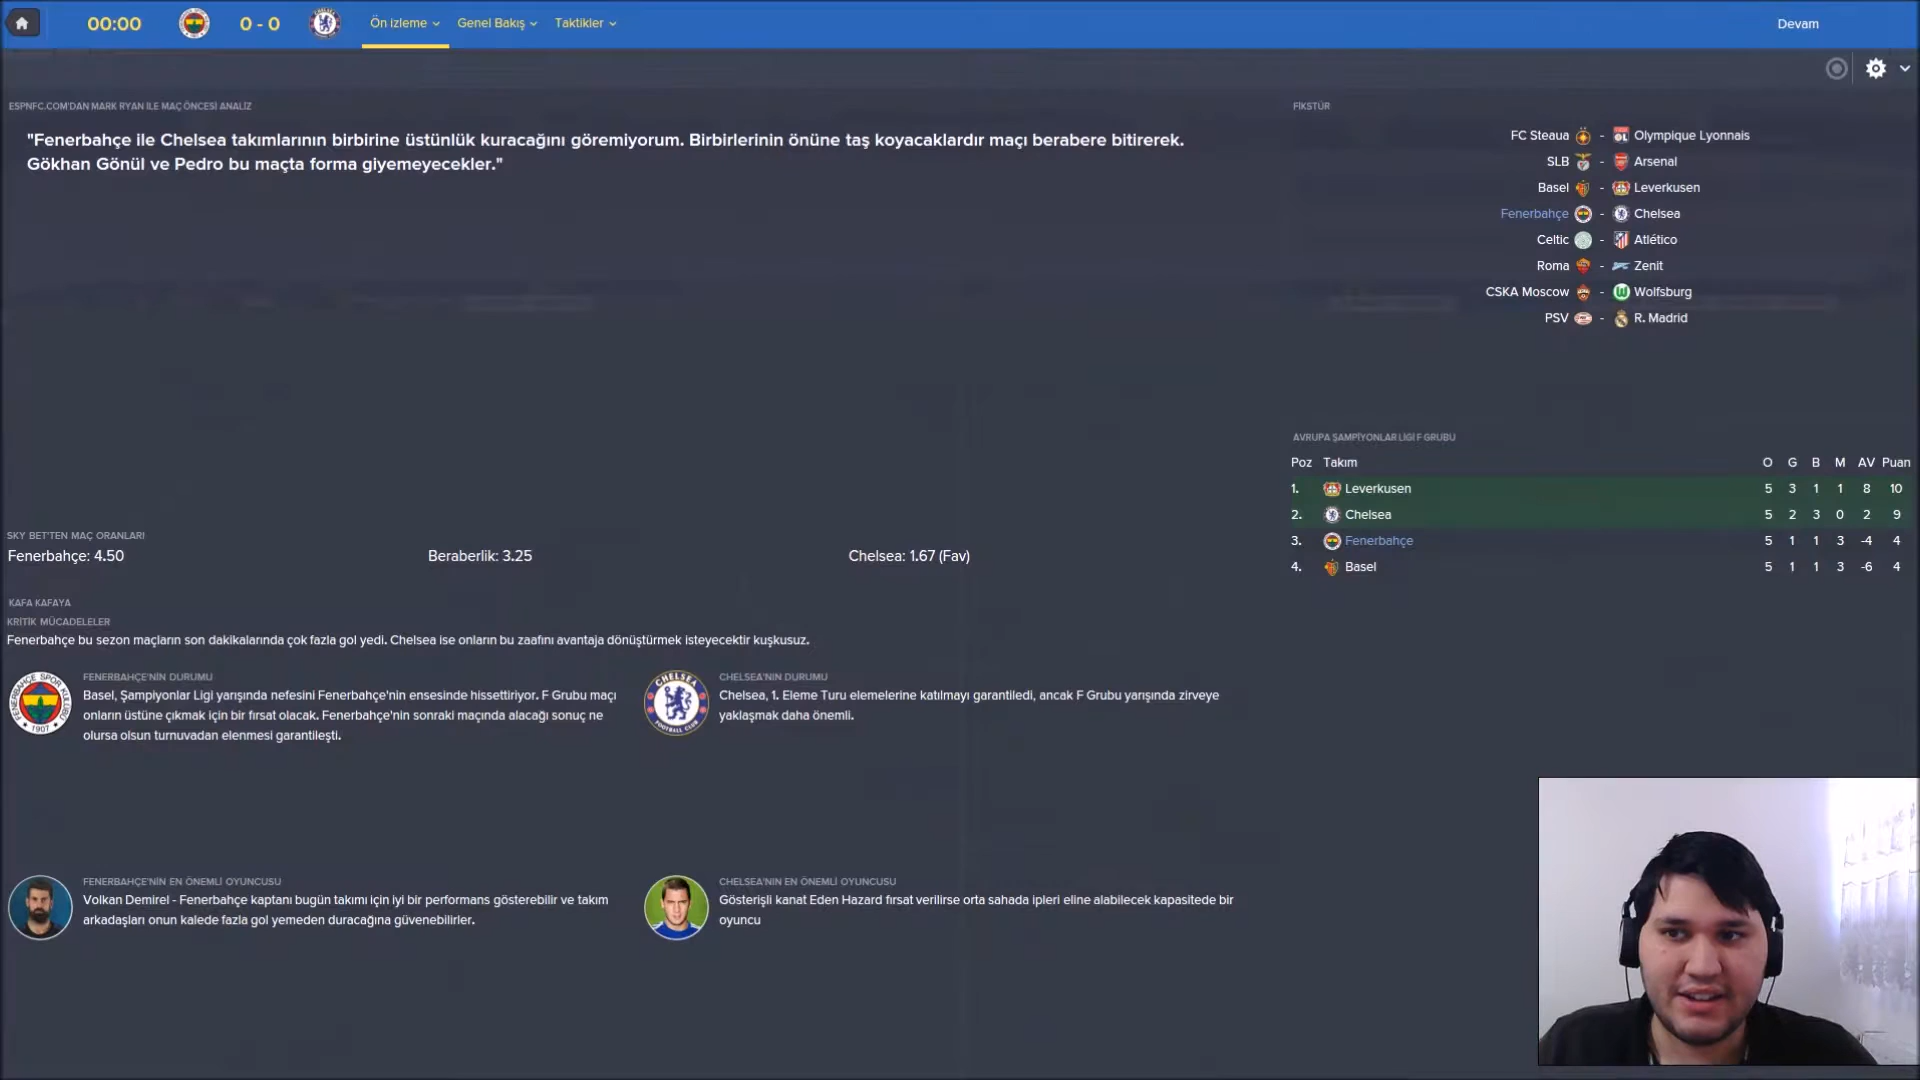 00:00 0 - 0 Ön izleme Genel Bakış Taktikler Devam
ESPNFC.COM'DAN MARK RYAN ILE MAÇ ÖNCESİ ANALİZ
"Fenerbahçe ile Chelsea takımlarının birbirine üstünlük kuracağını göremiyorum. Birbirlerinin önüne taş koyacaklardır maçı berabere bitirerek.
Gökhan Gönül ve Pedro bu maçta forma giyemeyecekler."
FİKSTÜR
FC Steaua - Olympique Lyonnais
SLB - Arsenal
Basel - Leverkusen
Fenerbahçe - Chelsea
Celtic - Atlético
Roma - Zenit
CSKA Moscow - Wolfsburg
PSV - R. Madrid
AVRUPA ŞAMPİYONLAR LİGİ F GRUBU
Poz Takım O G B M AV Puan
1. Leverkusen 5 3 1 1 8 10
2. Chelsea 5 2 3 0 2 9
3. Fenerbahçe 5 1 1 3 -4 4
4. Basel 5 1 1 3 -6 4
SKY BET'TEN MAÇ ORANLARI
Fenerbahçe: 4.50 Beraberlik: 3.25 Chelsea: 1.67 (Fav)
KAFA KAFAYA
KRİTİK MÜCADELELER
Fenerbahçe bu sezon maçların son dakikalarında çok fazla gol yedi. Chelsea ise onların bu zaafını avantaja dönüştürmek isteyecektir kuşkusuz.
FENERBAHÇE'NİN DURUMU
Basel, Şampiyonlar Ligi yarışında nefesini Fenerbahçe'nin ensesinde hissettiriyor. F Grubu maçı
onların üstüne çıkmak için bir fırsat olacak. Fenerbahçe'nin sonraki maçında alacağı sonuç ne
olursa olsun turnuvadan elenmesi garantileşti.
CHELSEA'NIN DURUMU
Chelsea, 1. Eleme Turu elemelerine katılmayı garantiledi, ancak F Grubu yarışında zirveye
yaklaşmak daha önemli.
FENERBAHÇE'NİN EN ÖNEMLİ OYUNCUSU
Volkan Demirel - Fenerbahçe kaptanı bugün takımı için iyi bir performans gösterebilir ve takım
arkadaşları onun kalede fazla gol yemeden duracağına güvenebilirler.
CHELSEA'NIN EN ÖNEMLİ OYUNCUSU
Gösterişli kanat Eden Hazard fırsat verilirse orta sahada ipleri eline alabilecek kapasitede bir
oyuncu
FENERBAHÇE SPOR KULÜBÜ
1907
CHELSEA
FOOTBALL CLUB